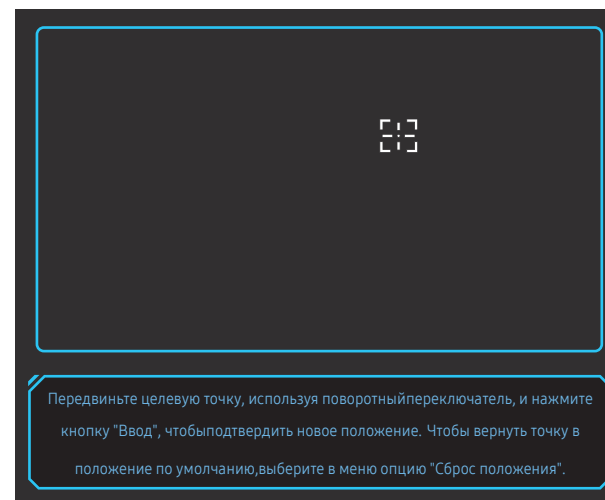 Передвиньте целевую точку, используя поворотныйпереключатель, и нажмите
кнопку "Ввод", чтобыподтвердить новое положение. Чтобы вернуть точку в
положение по умолчанию,выберите в меню опцию "Сброс положения".